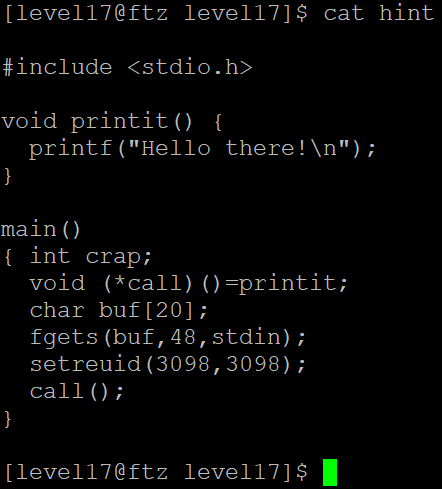 [level17@ftz level17]$ cat hint
#include <stdio.h>
void printit() {
  printf("Hello there!\n");
}
main()
{ int crap;
  void (*call)()=printit;
  char buf[20];
  fgets(buf,48,stdin);
  setreuid(3098,3098);
  call();
}
[level17@ftz level17]$